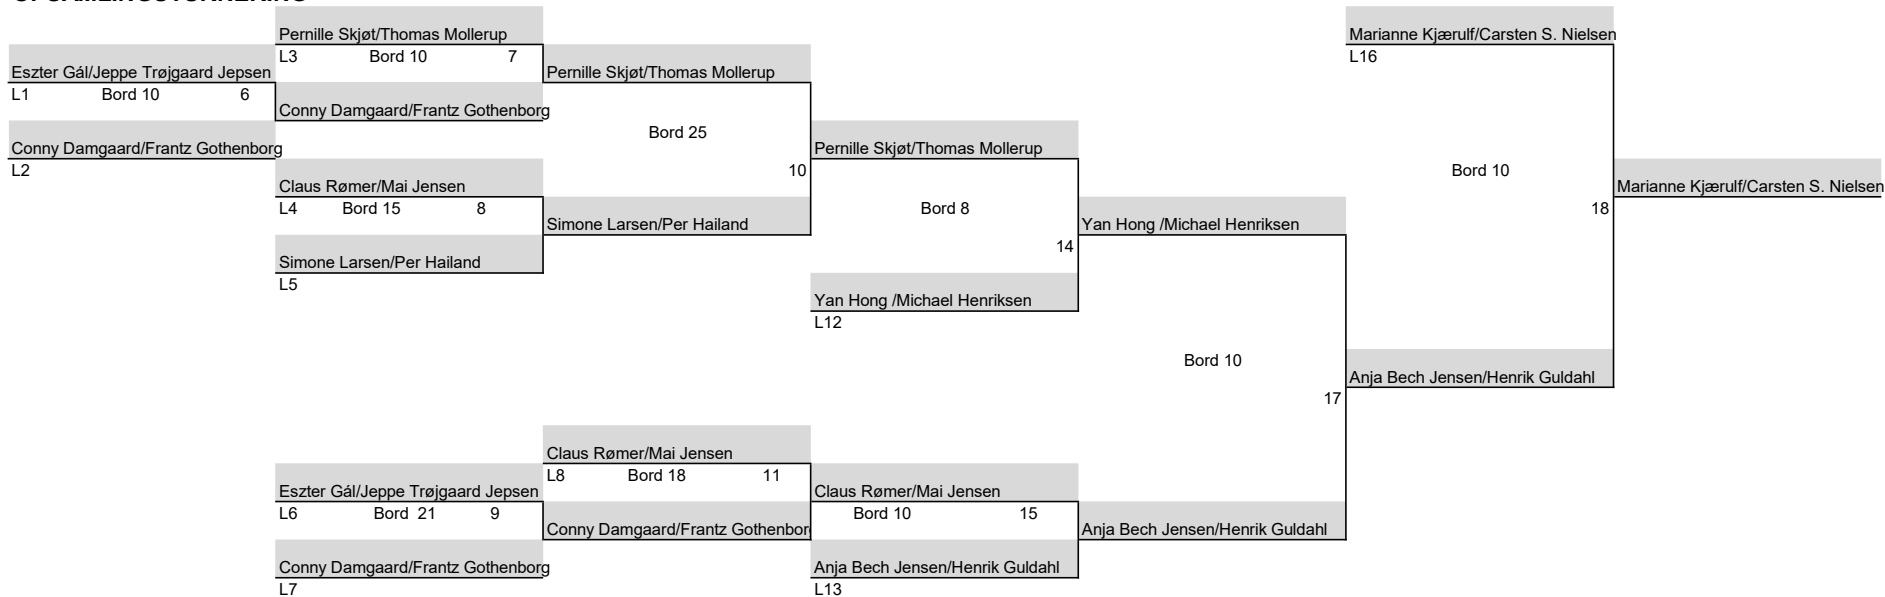 Pernille Skjøt/Thomas Mollerup
Marianne Kjærulf/Carsten S. Nielsen
L3 Bord 10 7
L16
Eszter Gál/Jeppe Trøjgaard Jepsen
Pernille Skjøt/Thomas Mollerup
L1 Bord 10 6
Conny Damgaard/Frantz Gothenborg
Bord 25
Conny Damgaard/Frantz Gothenborg
Pernille Skjøt/Thomas Mollerup
L2
10
Bord 10
Claus Rømer/Mai Jensen
Marianne Kjærulf/Carsten S. Nielsen
L4 Bord 15 8
Bord 8
18
Simone Larsen/Per Hailand
Yan Hong /Michael Henriksen
14
Simone Larsen/Per Hailand
L5
Yan Hong /Michael Henriksen
L12
Bord 10
Anja Bech Jensen/Henrik Guldahl
17
Claus Rømer/Mai Jensen
L8 Bord 18 11
Eszter Gál/Jeppe Trøjgaard Jepsen
Claus Rømer/Mai Jensen
L6 Bord 21 9
Bord 10 15
Conny Damgaard/Frantz Gothenbor
Anja Bech Jensen/Henrik Guldahl
Conny Damgaard/Frantz Gothenborg
Anja Bech Jensen/Henrik Guldahl
L7
L13